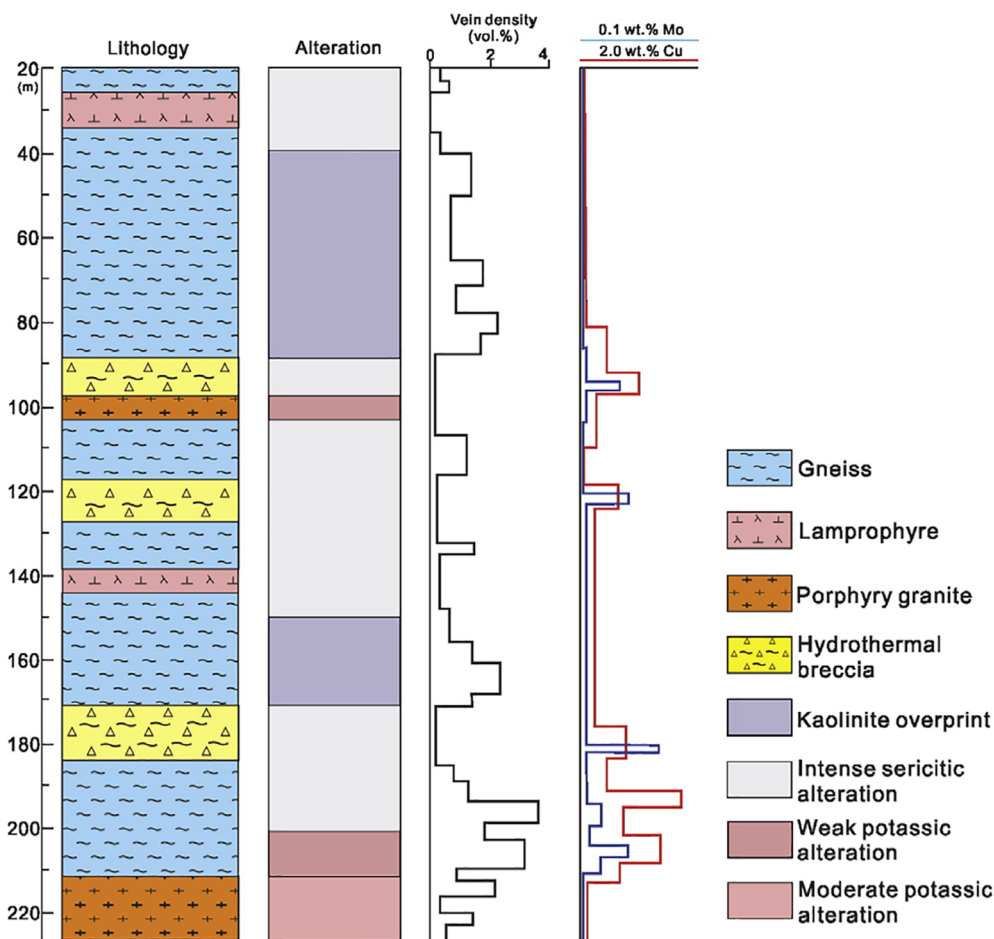 Lithology
Alteration
Vein density
(vol.%)
0 2 4
0.1 wt.% Mo
2.0 wt.% Cu
20
(m)
40
60
80
100
120
140
160
180
200
220
Gneiss
Lamprophyre
Porphyry granite
Hydrothermal
breccia
Kaolinite overprint
Intense sericitic
alteration
Weak potassic
alteration
Moderate potassic
alteration